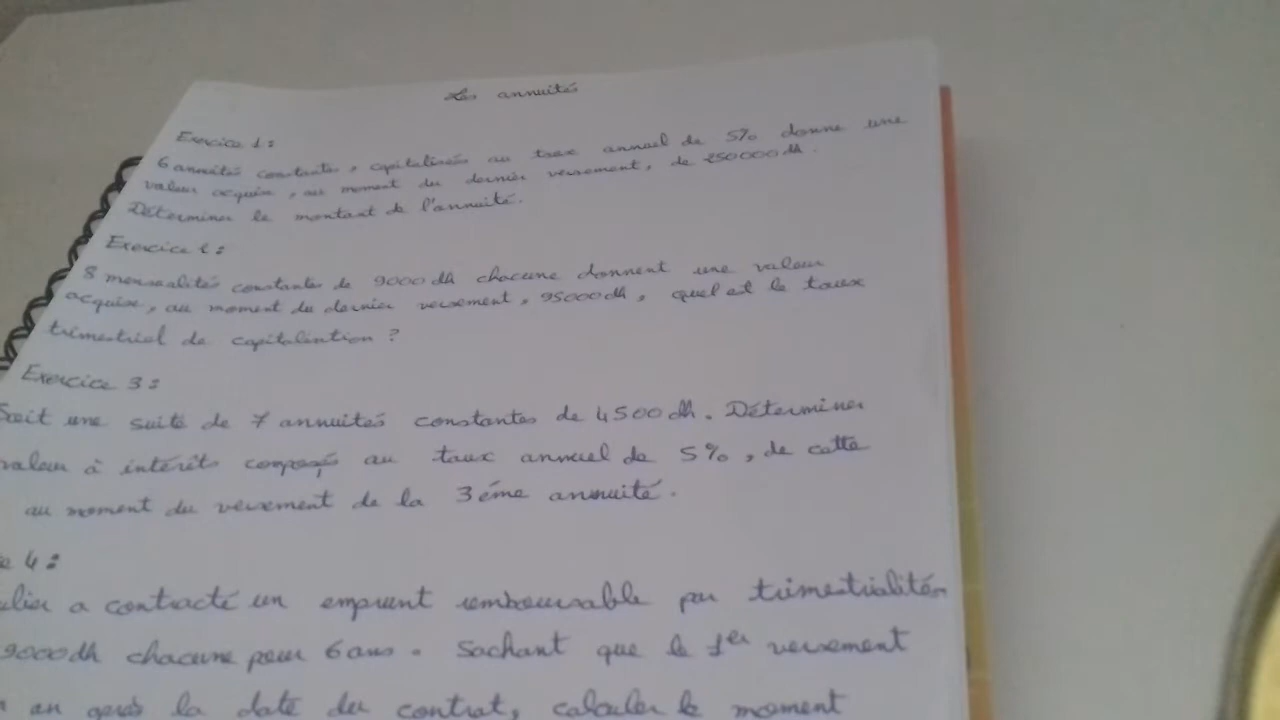 Les annuités
Exercice 1 :
6 annuités constantes, capitalisées au taux annuel de 5% donne une
valeur acquise, au moment du dernier versement, de 250000 dh.
Déterminer le montant de l'annuité.
Exercice 2 :
8 mensualités constante de 9000 dh chacune donnent une valeur
acquise, au moment du dernier versement, 95000 dh, quel et le taux
trimestriel de ?
Exercice 3 :
Soit une suite de 7 annuités constantes de 4500 dh. Déterminer
valeur à intérêts composés au taux annuel de 5%, de cette
au moment du versement de la 3éme annuité.
4 :
a contracté un emprunt remboursable par trimestrialités
9000 dh chacune pour 6 ans. Sachant que le 1er versement
an après la date du contrat, calculer le moment